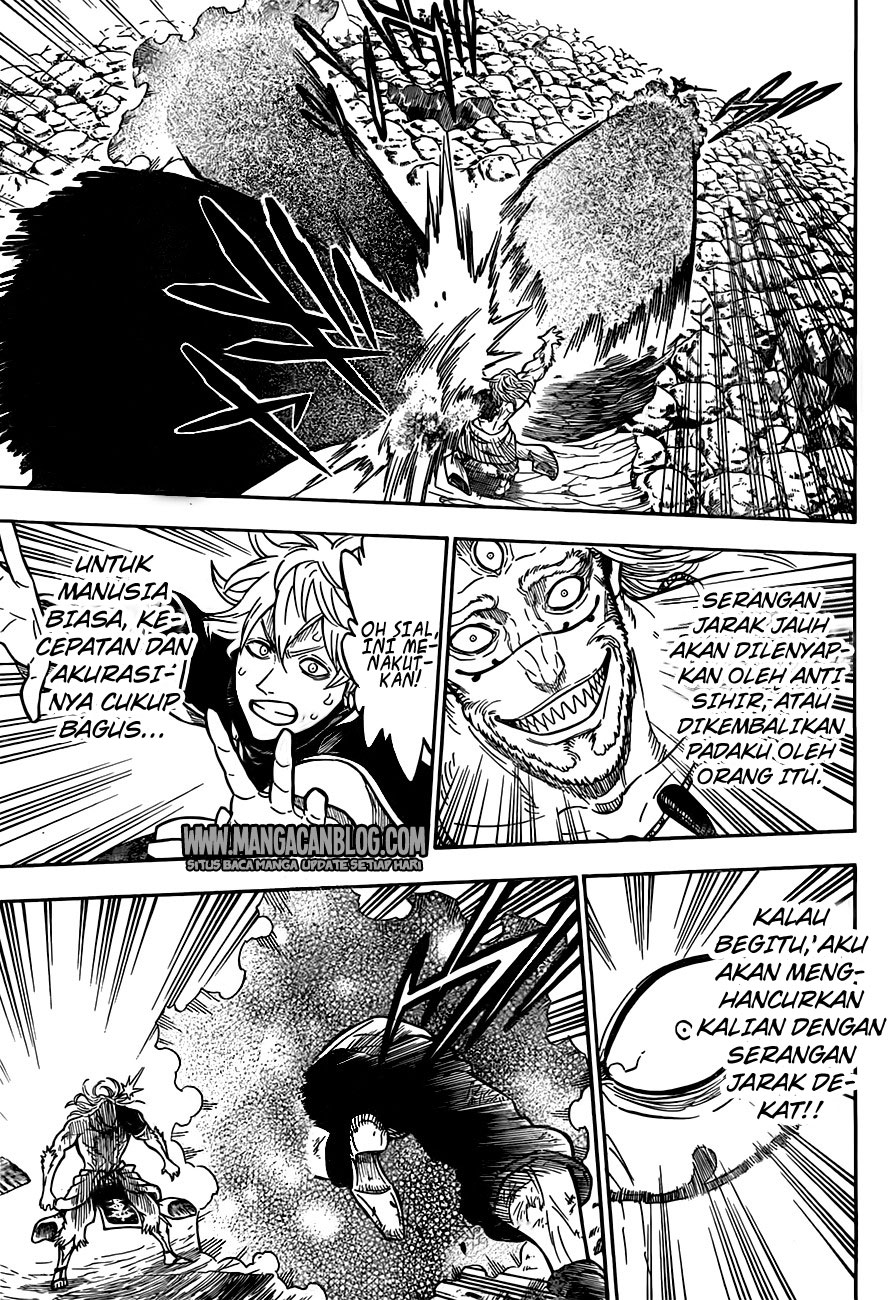 SERANGAN
JARAK JAUH
AKAN DILENYAP-
KAN OLEH ANTI
SIHIR, ATAU
DIKEMBALIKAN
PADAKU OLEH
ORANG ITU.
OH SIAL,
INI ME-
NAKUT-
KAN!
UNTUK
MANUSIA
BIASA, KE-
CEPATAN DAN
AKURASI-
NYA CUKUP
BAGUS...
WWW.MANGACANBLOG.COM
SITUS BACA MANGA UPDATE SETIAP HARI
KALAU
BEGITU, AKU
AKAN MENG-
HANCURKAN
KALIAN DENGAN
SERANGAN
JARAK DE-
KAT!!